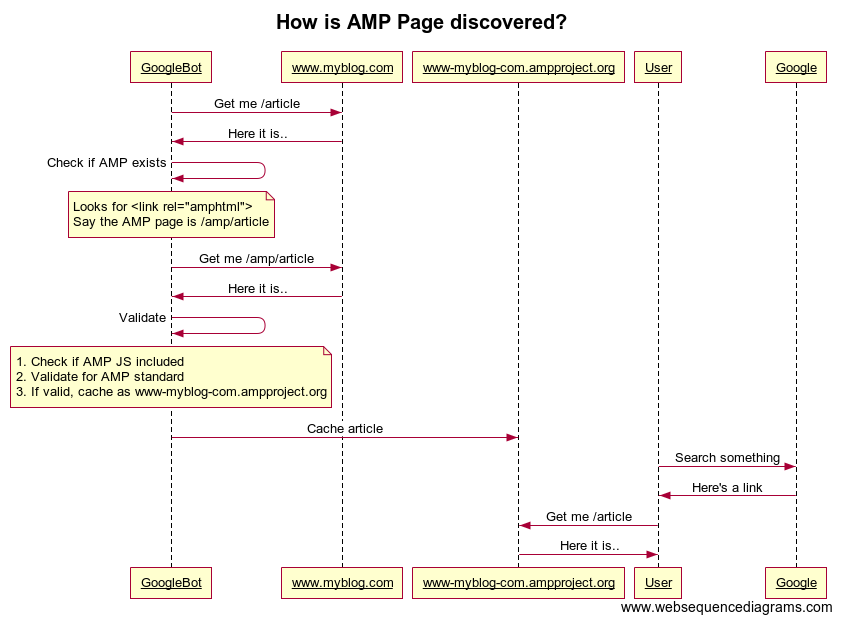 How is AMP Page discovered?
GoogleBot
www.myblog.com
www-myblog-com.ampproject.org
User
Google
Get me /article
Here it is..
Check if AMP exists
Looks for <link rel="amphtml">
Say the AMP page is /amp/article
Get me /amp/article
Here it is..
Validate
1. Check if AMP JS included
2. Validate for AMP standard
3. If valid, cache as www-myblog-com.ampproject.org
Cache article
Search something
Here's a link
Get me /article
Here it is..
GoogleBot
www.myblog.com
www-myblog-com.ampproject.org
User
Google
www.websequencediagrams.com